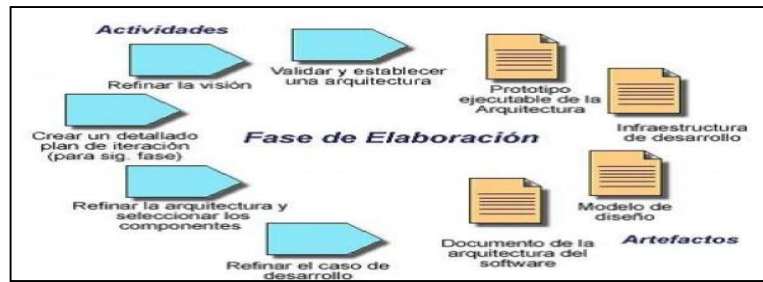 Actividades
Refinar la visión
Validar y establecer
una arquitectura
Prototipo
ejecutable de la
Arquitectura
Infraestructura
de desarrollo
Crear un detallado
plan de iteración
(para sig. fase)
Fase de Elaboración
Refinar la arquitectura y
seleccionar los
componentes
Modelo de
diseño
Refinar el caso de
desarrollo
Documento de la
arquitectura del
software
Artefactos